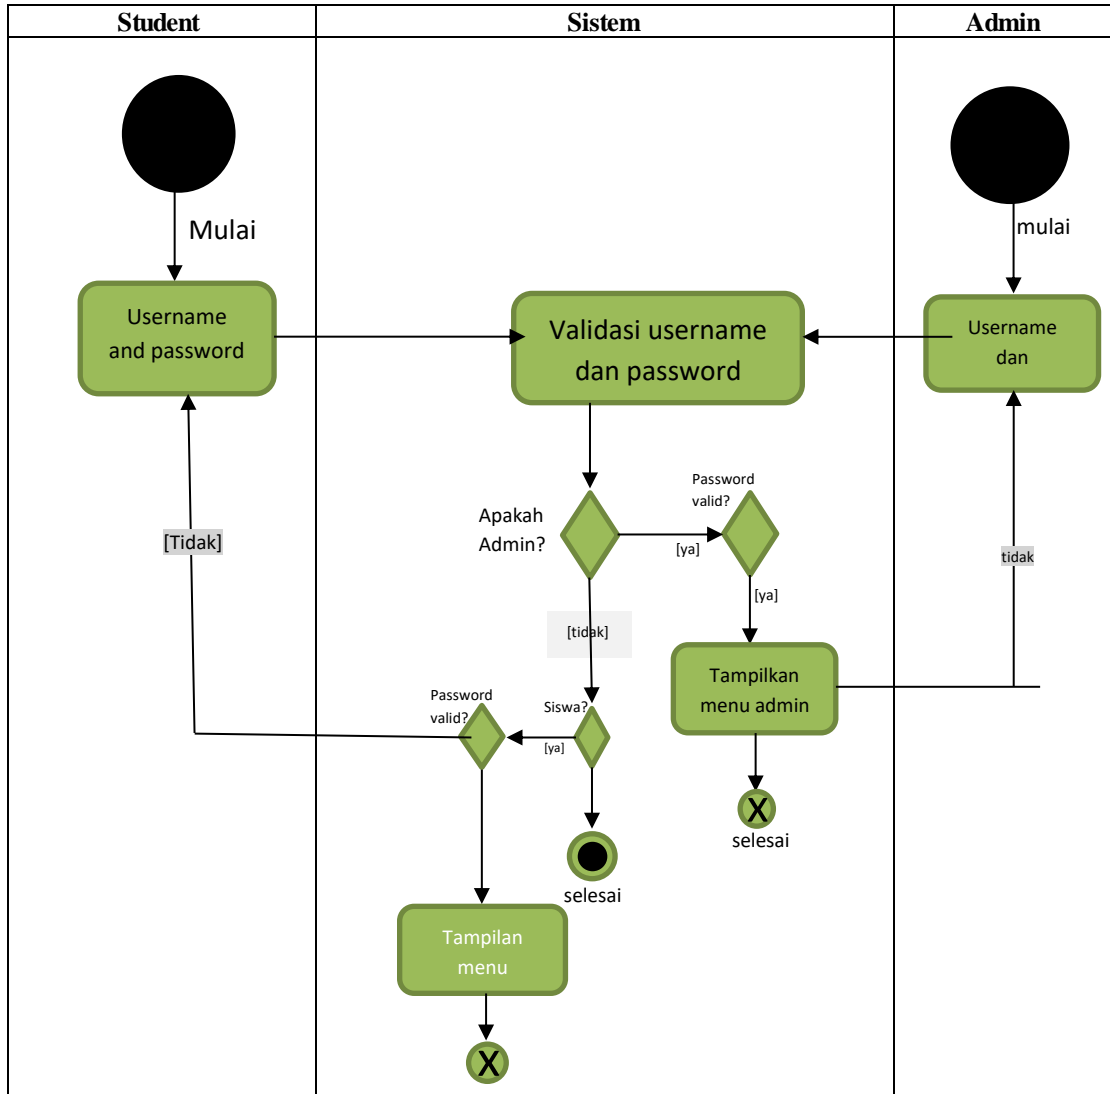 Student
Sistem
Admin
Mulai
mulai
Username
and password
Validasi username
dan password
Username
dan
Password
valid?
Apakah
Admin?
[ya]
[Tidak]
tidak
[ya]
[tidak]
Tampilkan
menu admin
Password
valid?
Siswa?
[ya]
X
selesai
selesai
Tampilan
menu
X